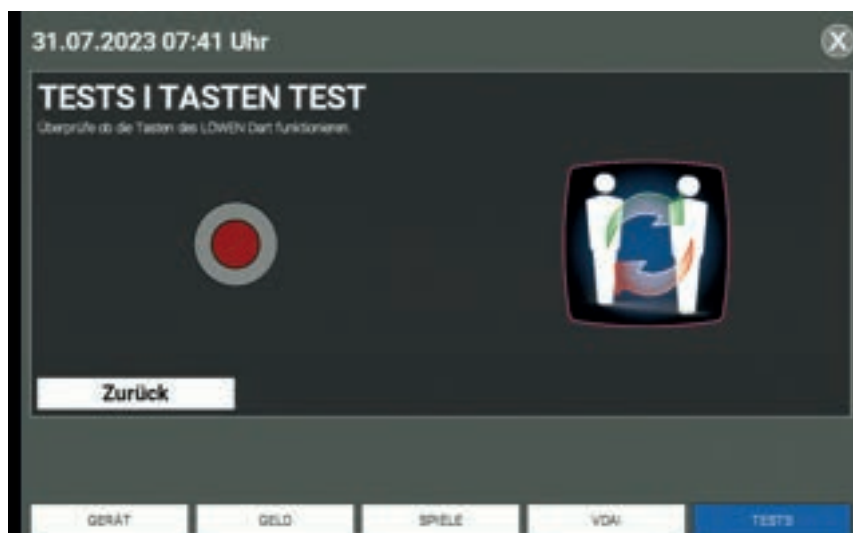 31.07.2023 07:41 Uhr
X
TESTS I TASTEN TEST
Überprüfe ob die Tasten des LÖWEN Dart funktionieren.
Zurück
GERÄT
GELD
SPIELE
VDAI
TESTS